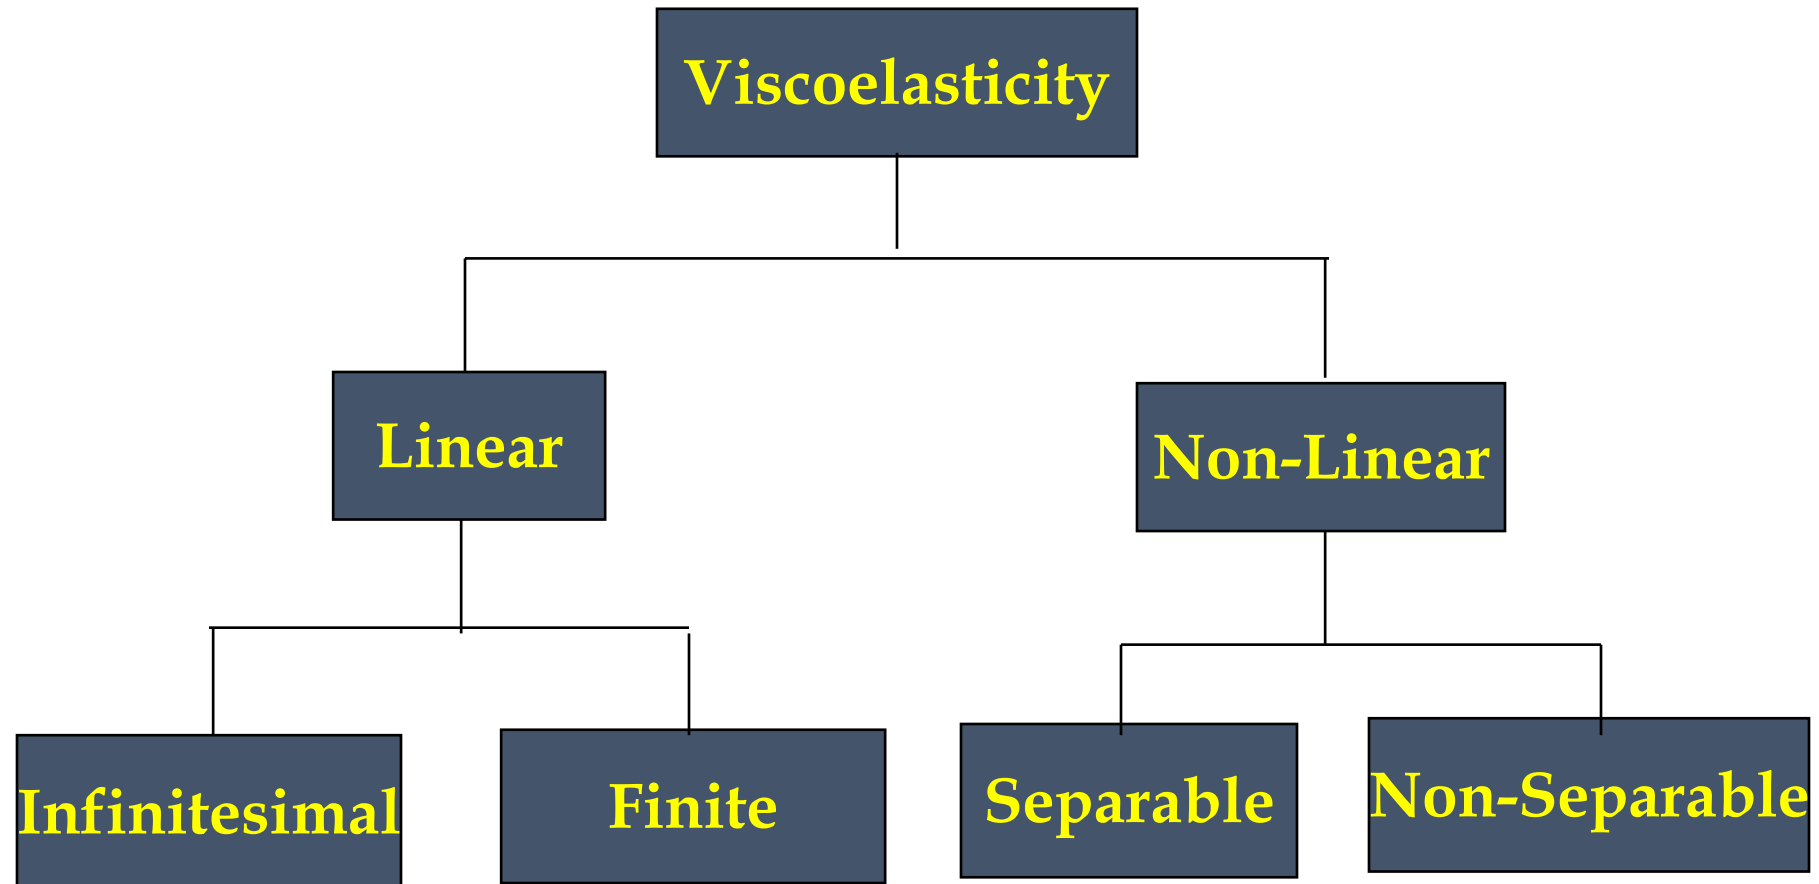 Viscoelasticity
Linear
Non-Linear
Infinitesimal
Finite
Separable
Non-Separable